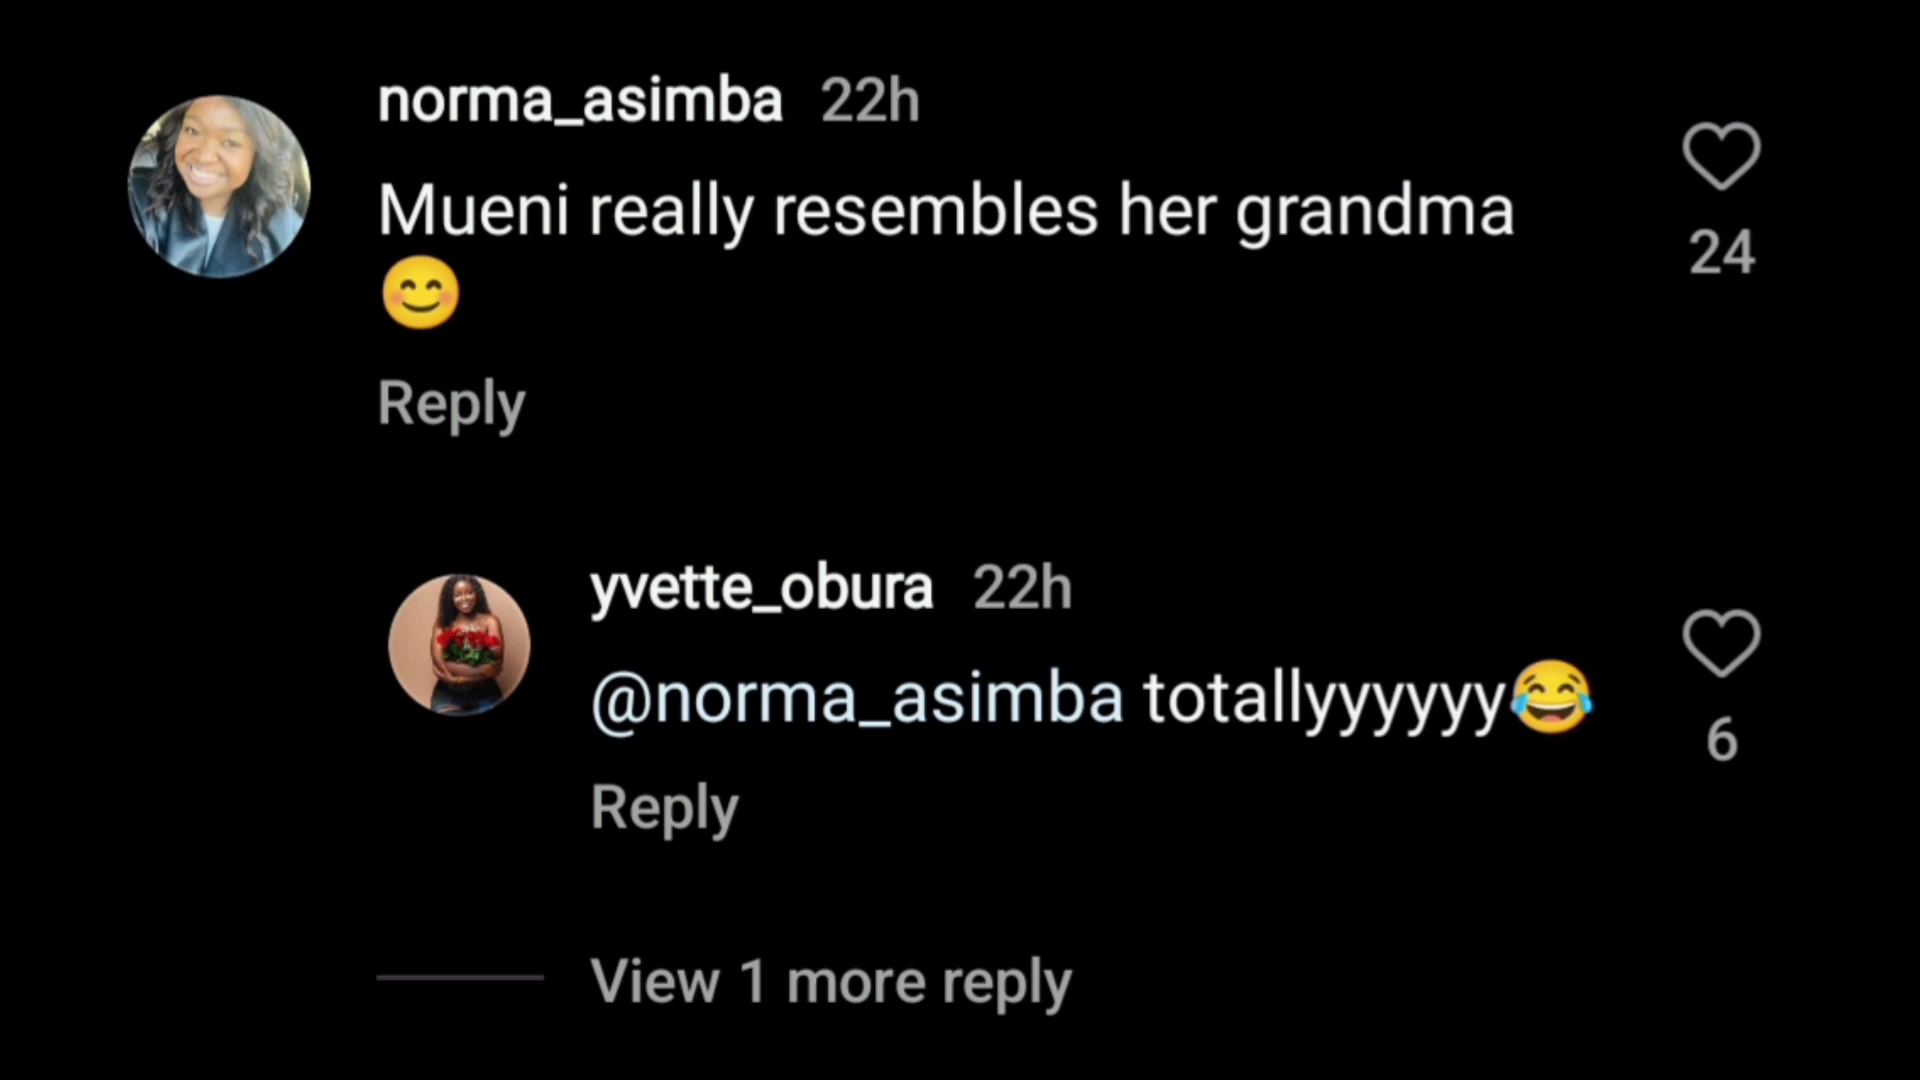 norma_asimba 22h
Mueni really resembles her grandma
😊
24
Reply
yvette_obura 22h
@norma_asimba totallyyyyyy😂
6
Reply
View 1 more reply